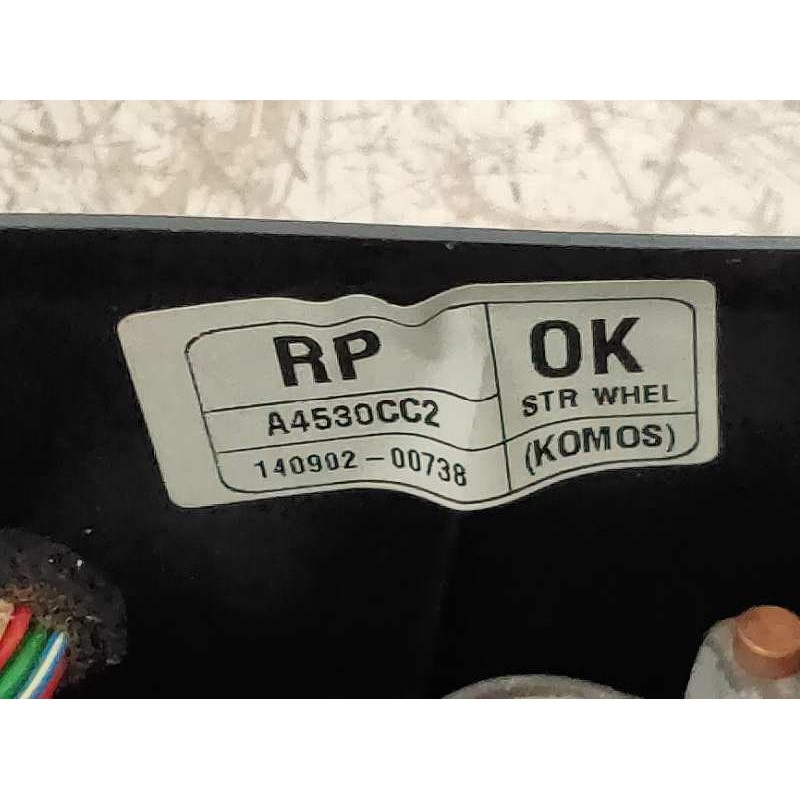 RP
A4530CC2
140902-00738
OK
STR WHEL
(KOMOS)